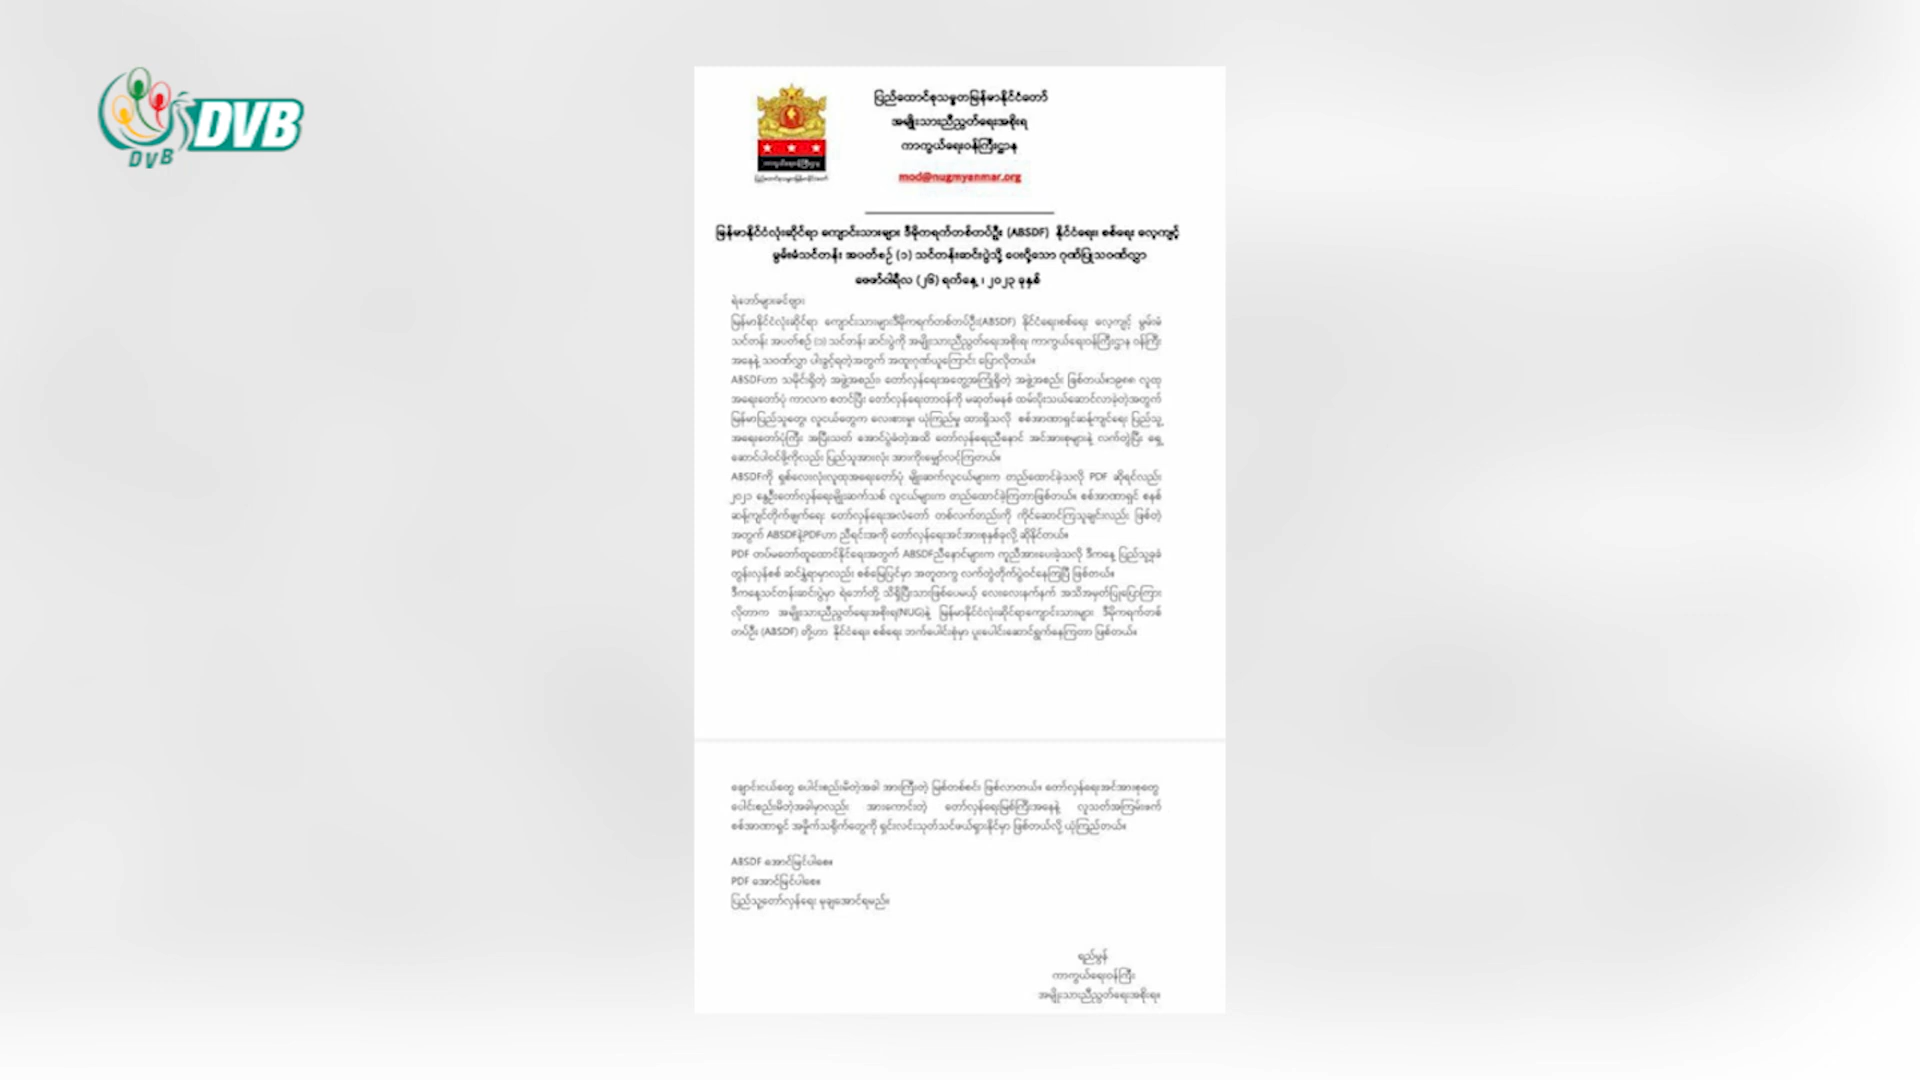 DVB
DVB
ပြည်ထောင်စုသမ္မတမြန်မာနိုင်ငံတော်
အမျိုးသားညီညွတ်ရေးအစိုးရ
ကာကွယ်ရေးဝန်ကြီးဌာန
ကာကွယ်ရေးဝန်ကြီးဌာန
mod@nugmyanmar.org
မြန်မာနိုင်ငံလုံးဆိုင်ရာ ကျောင်းသားများ ဒီမိုကရက်တစ်တပ်ဦး (ABSDF) နိုင်ငံရေး၊ စစ်ရေး လေ့ကျင့်
မွမ်းမံသင်တန်း အပတ်စဉ် (၁) သင်တန်းဆင်းပွဲသို့ ပေးပို့သော ဂုဏ်ပြုသဝဏ်လွှာ
ဖေဖော်ဝါရီလ (၂၆) ရက်နေ့ ၊ ၂၀၂၃ ခုနှစ်
ရဲဘော်များခင်ဗျား
မြန်မာနိုင်ငံလုံးဆိုင်ရာ ကျောင်းသားများဒီမိုကရက်တစ်တပ်ဦး(ABSDF) နိုင်ငံရေး၊စစ်ရေး လေ့ကျင့် မွမ်းမံ
သင်တန်း အပတ်စဉ် (၁) သင်တန်း ဆင်းပွဲကို အမျိုးသားညီညွတ်ရေးအစိုးရ၊ ကာကွယ်ရေးဝန်ကြီးဌာန ဝန်ကြီး
အနေနဲ့ သဝဏ်လွှာ ပါးခွင့်ရတဲ့အတွက် အထူးဂုဏ်ယူကြောင်း ပြောလိုတယ်။
ABSDFဟာ သမိုင်းရှိတဲ့ အဖွဲ့အစည်း၊ တော်လှန်ရေးအတွေ့အကြုံရှိတဲ့ အဖွဲ့အစည်း ဖြစ်တယ်။၁၉၈၈ လူထု
အရေးတော်ပုံ ကာလက စတင်ပြီး တော်လှန်ရေးတာဝန်ကို မဆုတ်မနစ် ထမ်းပိုးသယ်ဆောင်လာခဲ့တဲ့အတွက်
မြန်မာပြည်သူတွေ၊ လူငယ်တွေက လေးစားမှု၊ ယုံကြည်မှု ထားရှိသလို စစ်အာဏာရှင်ဆန့်ကျင်ရေး ပြည်သူ့
အရေးတော်ပုံကြီး အပြီးသတ် အောင်ပွဲခံတဲ့အထိ တော်လှန်ရေးညီနောင် အင်အားစုများနဲ့ လက်တွဲပြီး ရှေ့
ဆောင်ပါဝင်ဖို့ကိုလည်း ပြည်သူအားလုံး အားကိုးမျှော်လင့်ကြတယ်။
ABSDFကို ရှစ်လေးလုံးလူထုအရေးတော်ပုံ မျိုးဆက်လူငယ်များက တည်ထောင်ခဲ့သလို PDF ဆိုရင်လည်း
၂၀၂၁ နွေဦးတော်လှန်ရေးမျိုးဆက်သစ် လူငယ်များက တည်ထောင်ခဲ့ကြတာဖြစ်တယ်။ စစ်အာဏာရှင် စနစ်
ဆန့်ကျင်တိုက်ဖျက်ရေး တော်လှန်ရေးအလံတော် တစ်လက်တည်းကို ကိုင်ဆောင်ကြသူချင်းလည်း ဖြစ်တဲ့
အတွက် ABSDFနဲ့PDFဟာ ညီရင်းအကို တော်လှန်ရေးအင်အားစုနှစ်ခုလို့ ဆိုနိုင်တယ်။
PDF တပ်မတော်ထူထောင်နိုင်ရေးအတွက် ABSDFညီနောင်များက ကူညီအားပေးခဲ့သလို ဒီကနေ့ ပြည်သူ့ခုခံ
တွန်းလှန်စစ် ဆင်နွှဲရာမှာလည်း စစ်မြေပြင်မှာ အတူတကွ လက်တွဲတိုက်ပွဲဝင်နေကြပြီ ဖြစ်တယ်။
ဒီကနေ့သင်တန်းဆင်းပွဲမှာ ရဲဘော်တို့ သိရှိပြီးသားဖြစ်ပေမယ့် လေးလေးနက်နက် အသိအမှတ်ပြုပြောကြား
လိုတာက အမျိုးသားညီညွတ်ရေးအစိုးရ(NUG)နဲ့ မြန်မာနိုင်ငံလုံးဆိုင်ရာကျောင်းသားများ ဒီမိုကရက်တစ်
တပ်ဦး (ABSDF) တို့ဟာ နိုင်ငံရေး၊ စစ်ရေး ဘက်ပေါင်းစုံမှာ ပူးပေါင်းဆောင်ရွက်နေကြတာ ဖြစ်တယ်။
ချောင်းငယ်တွေ ပေါင်းစည်းမိတဲ့အခါ အားကြီးတဲ့ မြစ်တစ်စင်း ဖြစ်လာတယ်။ တော်လှန်ရေးအင်အားစုတွေ
ပေါင်းစည်းမိတဲ့အခါမှာလည်း အားကောင်းတဲ့ တော်လှန်ရေးမြစ်ကြီးအနေနဲ့ လူသတ်အကြမ်းဖက်
စစ်အာဏာရှင် အမှိုက်သရိုက်တွေကို ရှင်းလင်းသုတ်သင်ဖယ်ရှားနိုင်မှာ ဖြစ်တယ်လို့ ယုံကြည်တယ်။
ABSDF အောင်မြင်ပါစေ။
PDF အောင်မြင်ပါစေ။
ပြည်သူ့တော်လှန်ရေး မုချအောင်ရမည်။
ရည်မွန်
ကာကွယ်ရေးဝန်ကြီး
အမျိုးသားညီညွတ်ရေးအစိုးရ။